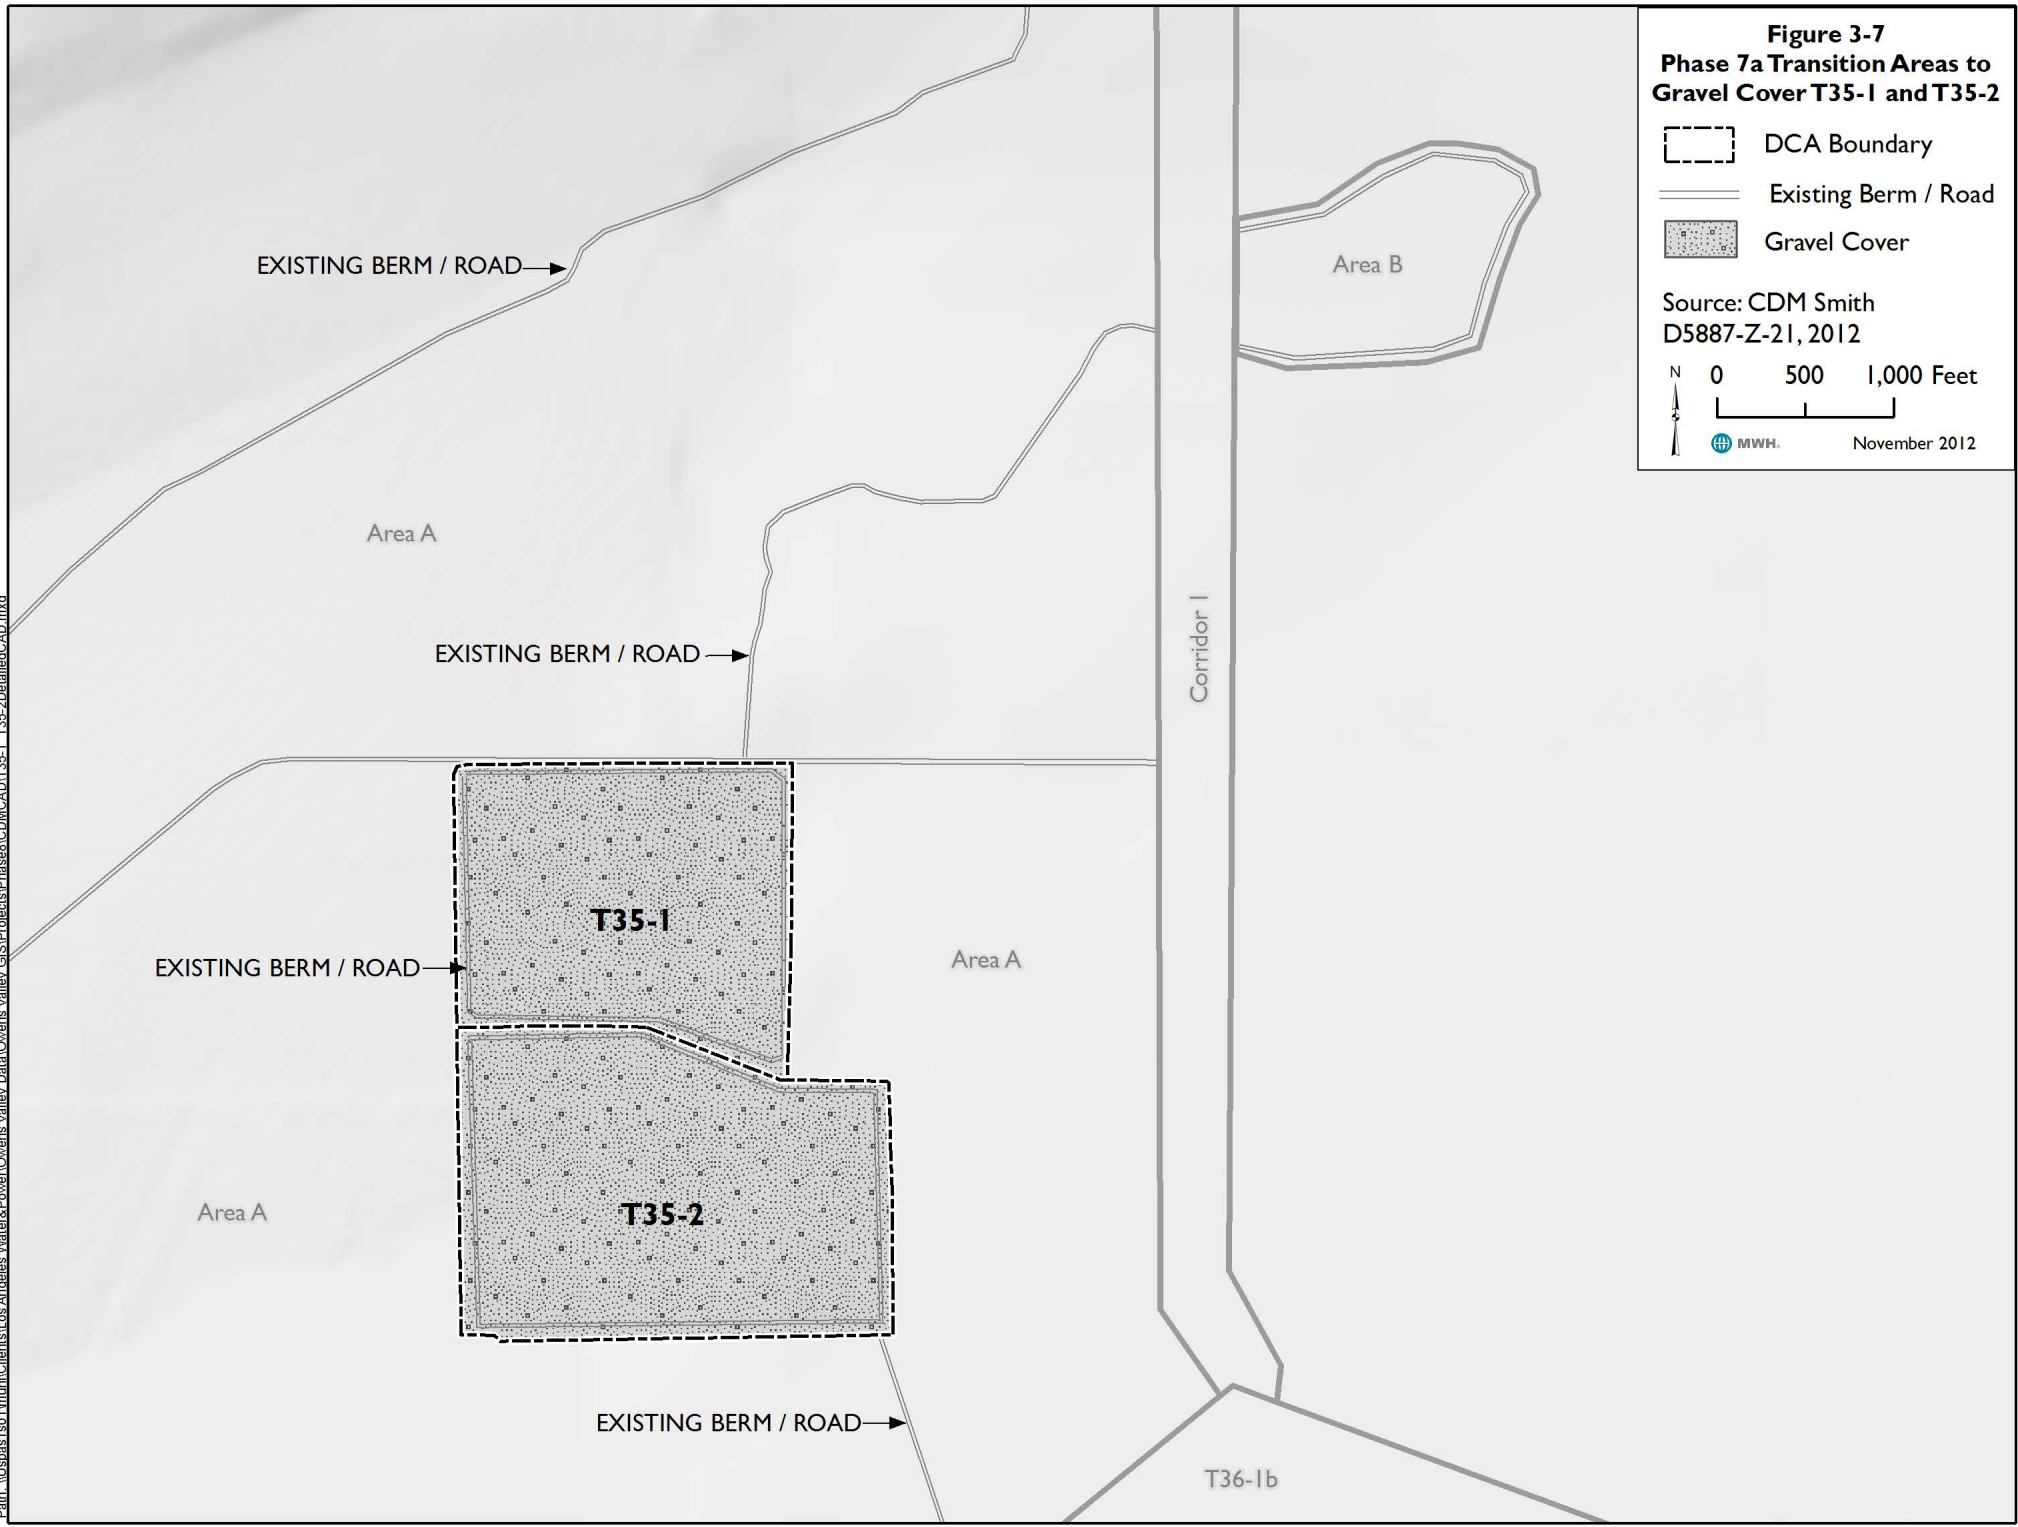 Figure 3-7
Phase 7a Transition Areas to
Gravel Cover T35-1 and T35-2
DCA Boundary
Existing Berm / Road
Gravel Cover
Source: CDM Smith
D5887-Z-21, 2012
N 0 500 1,000 Feet
MWH
November 2012
EXISTING BERM / ROAD
Area B
Area A
Corridor 1
EXISTING BERM / ROAD
T35-1
Area A
EXISTING BERM / ROAD
T35-2
Area A
EXISTING BERM / ROAD
T36-1b